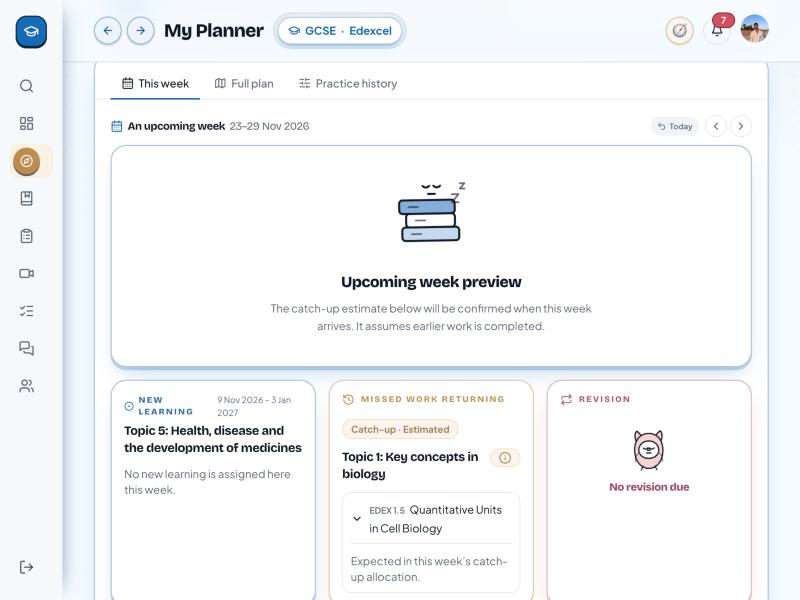 My Planner
GCSE · Edexcel
7
This week
Full plan
Practice history
An upcoming week 23–29 Nov 2026
Today
z
z
Upcoming week preview
The catch-up estimate below will be confirmed when this week
arrives. It assumes earlier work is completed.
NEW
LEARNING
9 Nov 2026 – 3 Jan
2027
Topic 5: Health, disease and
the development of medicines
No new learning is assigned here
this week.
MISSED WORK RETURNING
Catch-up · Estimated
Topic 1: Key concepts in
biology
EDEX 1.5 Quantitative Units
in Cell Biology
Expected in this week's catch-
up allocation.
REVISION
No revision due